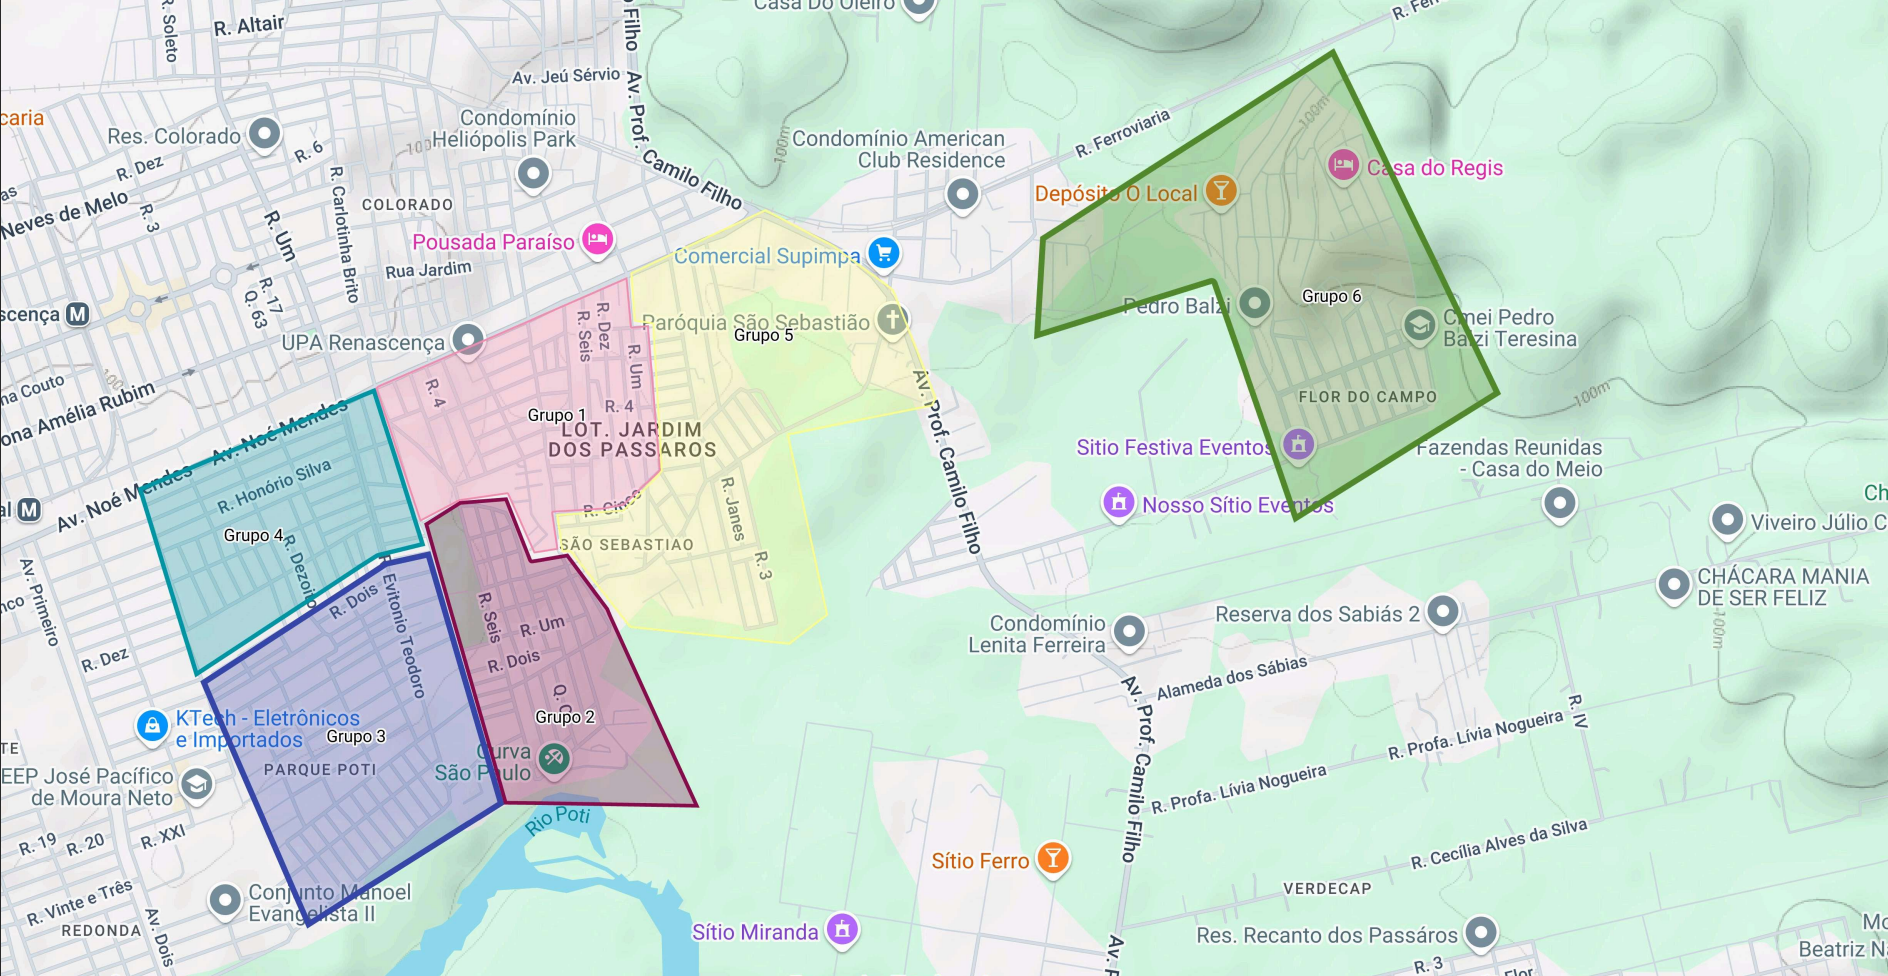 Casa Do Oleiro
R. Altair
R. Soleto
Filho
Av. Jeú Sérvio
Av. Prof. Camilo Filho
caria
Res. Colorado
R. 6
R. Dez
Condomínio
Heliópolis Park
100
100m
Condomínio American
Club Residence
R. Ferroviaria
100m
Casa do Regis
Depósito O Local
Neves de Melo
R. 3
R. Carlotinha Brito
COLORADO
R. Um
Pousada Paraíso
Rua Jardim
Comercial Supimpa
R. 17
Q. 63
scença
M
UPA Renascença
R. Dez
R. Seis
R. Um
Paróquia São Sebastião
Grupo 5
Pedro Balzi
Grupo 6
Cmei Pedro
Balzi Teresina
na Couto
100
ona Amélia Rubim
R. 4
R. 4
Grupo 1
LOT. JARDIM
DOS PASSAROS
FLOR DO CAMPO
100m
Av. Prof. Camilo Filho
Av. Noé Mendes
Av. Noé Mendes
R. Honório Silva
Sitio Festiva Eventos
Fazendas Reunidas
- Casa do Meio
al
M
R. Cinco
R. Janes
Nosso Sítio Eventos
Ch
Viveiro Júlio C
Grupo 4
R. Dezoito
SÃO SEBASTIAO
R. 3
Av. Primeiro
nco
R. Dois
R. Evitonio Teodoro
R. Seis
R. Um
R. Dois
CHÁCARA MANIA
DE SER FELIZ
100m
Reserva dos Sabiás 2
Condomínio
Lenita Ferreira
R. Dez
Alameda dos Sábias
Av. Prof. Camilo Filho
R. IV
Grupo 2
KTech - Eletrônicos
e Importados
Grupo 3
TE
PARQUE POTI
Curva
São Paulo
R. Profa. Lívia Nogueira
R. Profa. Lívia Nogueira
EEP José Pacífico
de Moura Neto
Rio Poti
R. 19
R. 20
R. XXI
R. Cecília Alves da Silva
Sítio Ferro
VERDECAP
R. Vinte e Três
Conjunto Manoel
Evangelista II
REDONDA
Av. Dois
Sítio Miranda
Res. Recanto dos Pássaros
Beatriz
R. 3
Flor